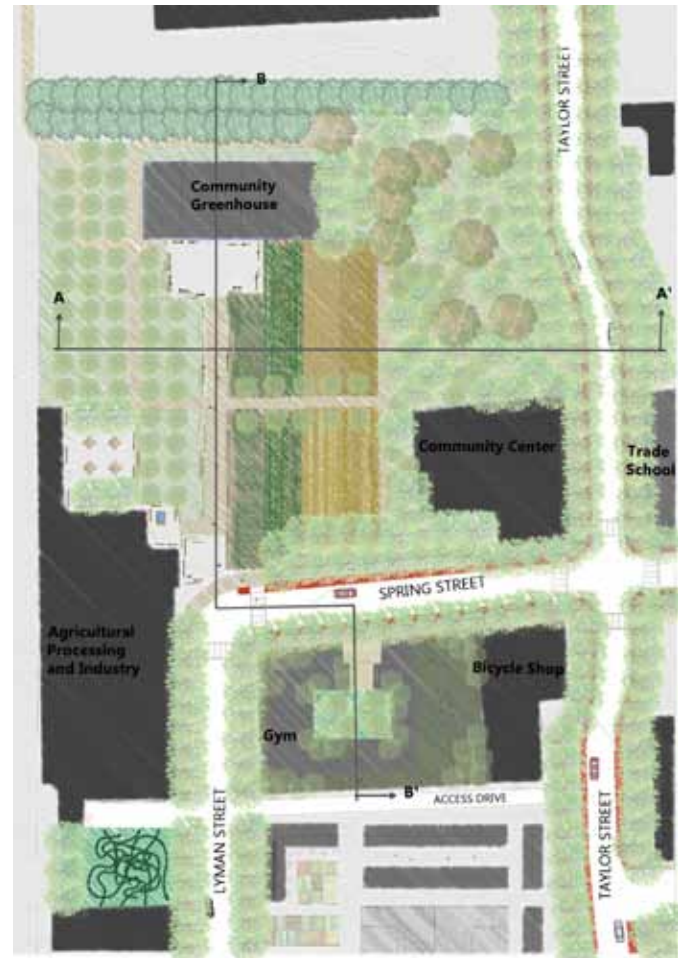 B
TAYLOR STREET
Community
Greenhouse
A
A'
Community Center
Trade
School
SPRING STREET
Agricultural
Processing
and Industry
Bicycle Shop
Gym
B'
ACCESS DRIVE
LYMAN STREET
TAYLOR STREET